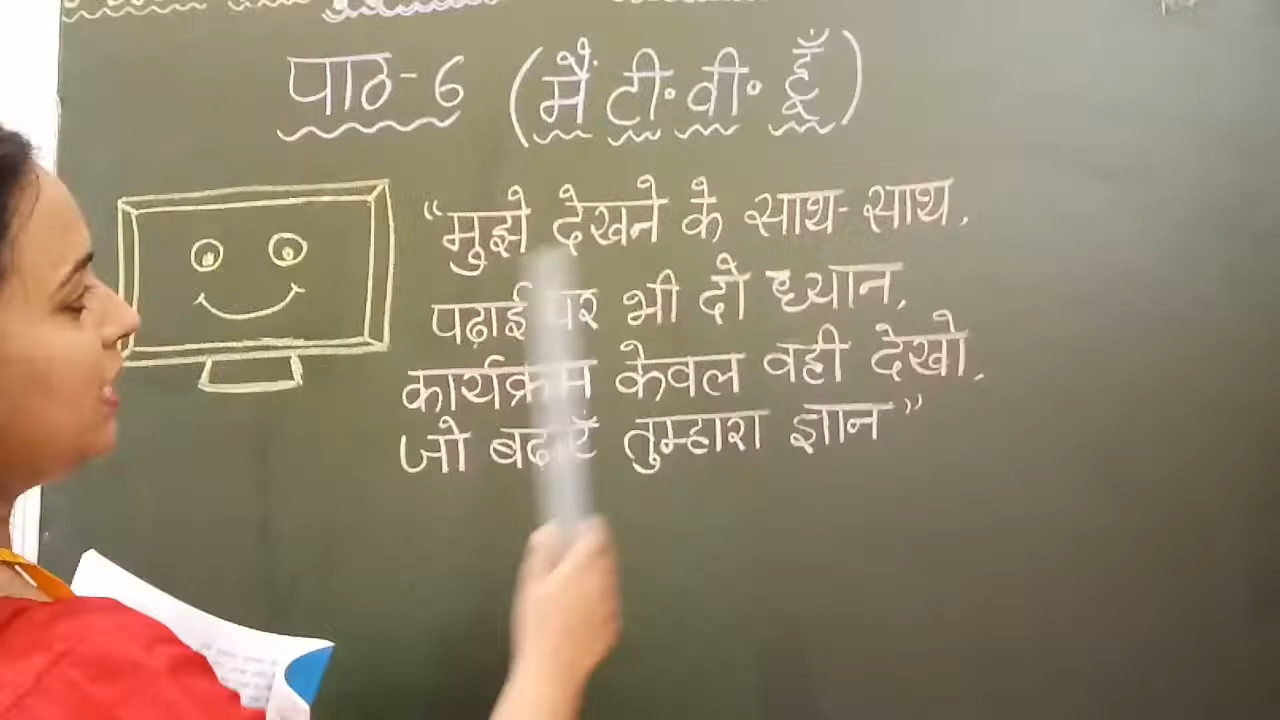 पाठ-6 (मैं टी॰ वी॰ हूँ)
"मुझे देखने के साथ-साथ,
पढ़ाई पर भी दो ध्यान,
कार्यक्रम केवल वही देखो,
जो बढ़ाएँ तुम्हारा ज्ञान"